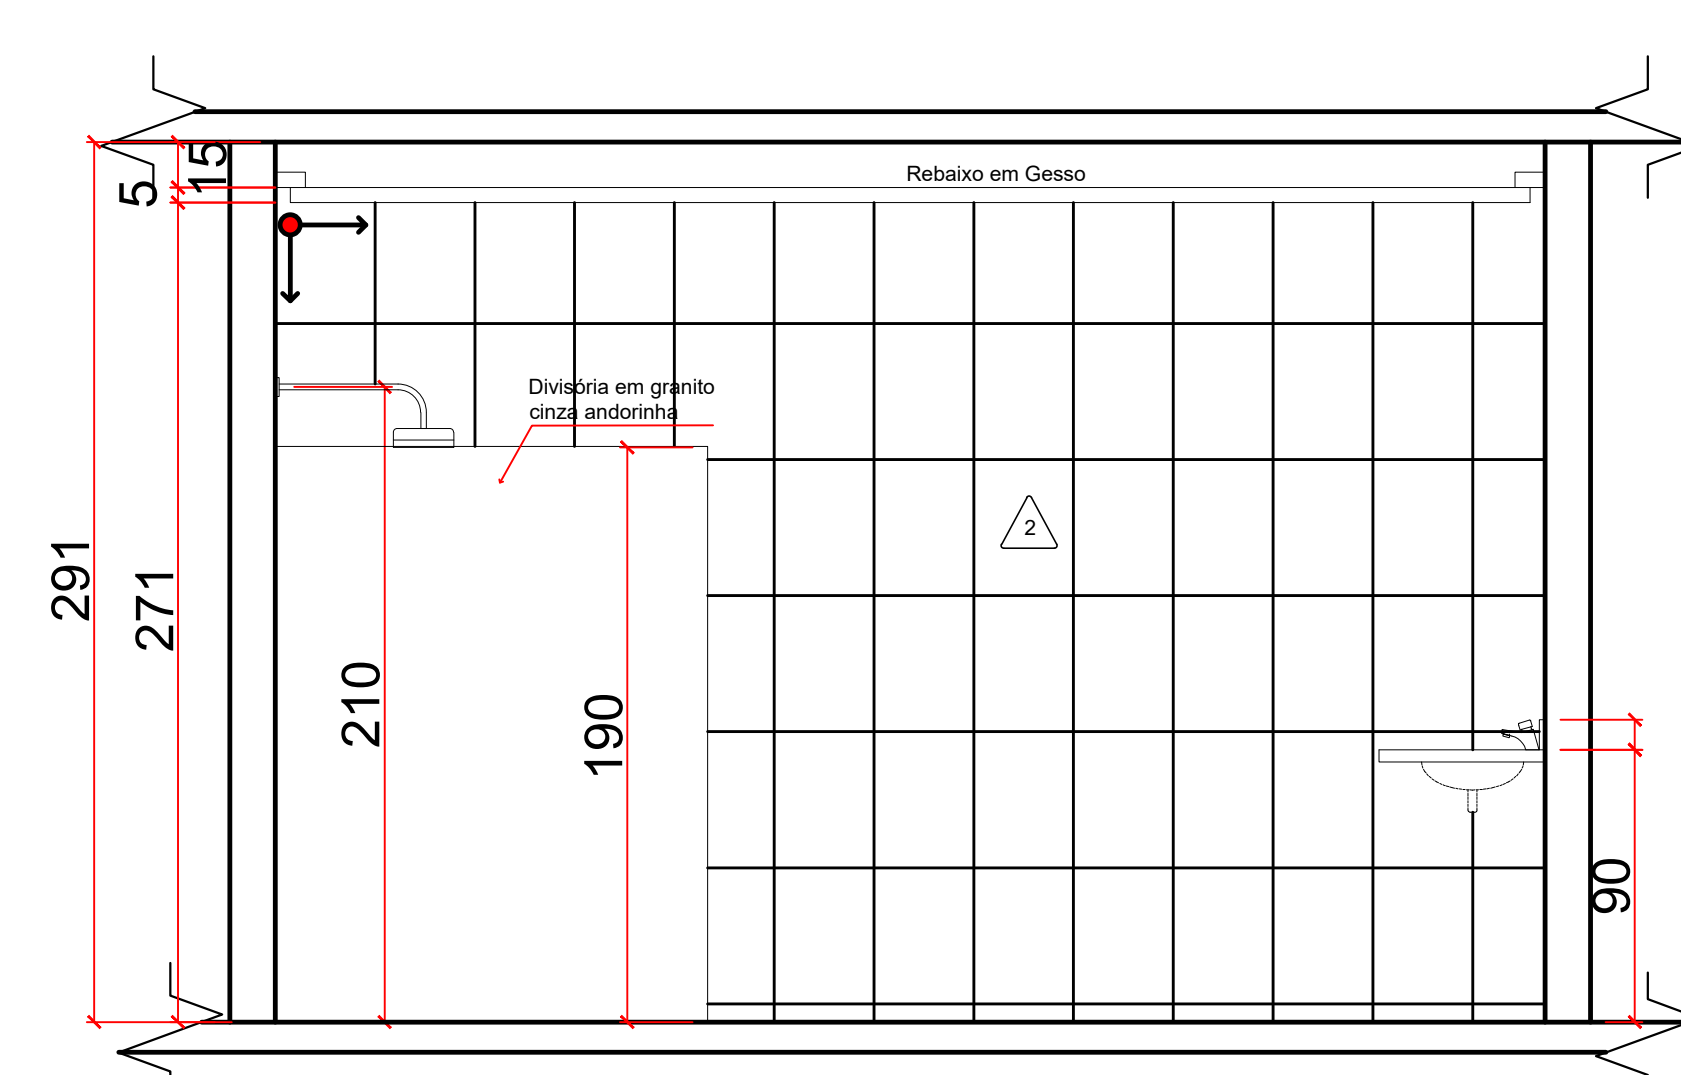 15
5
Rebaixo em Gesso
Divisória em granito
cinza andorinha
2
291
271
210
190
90